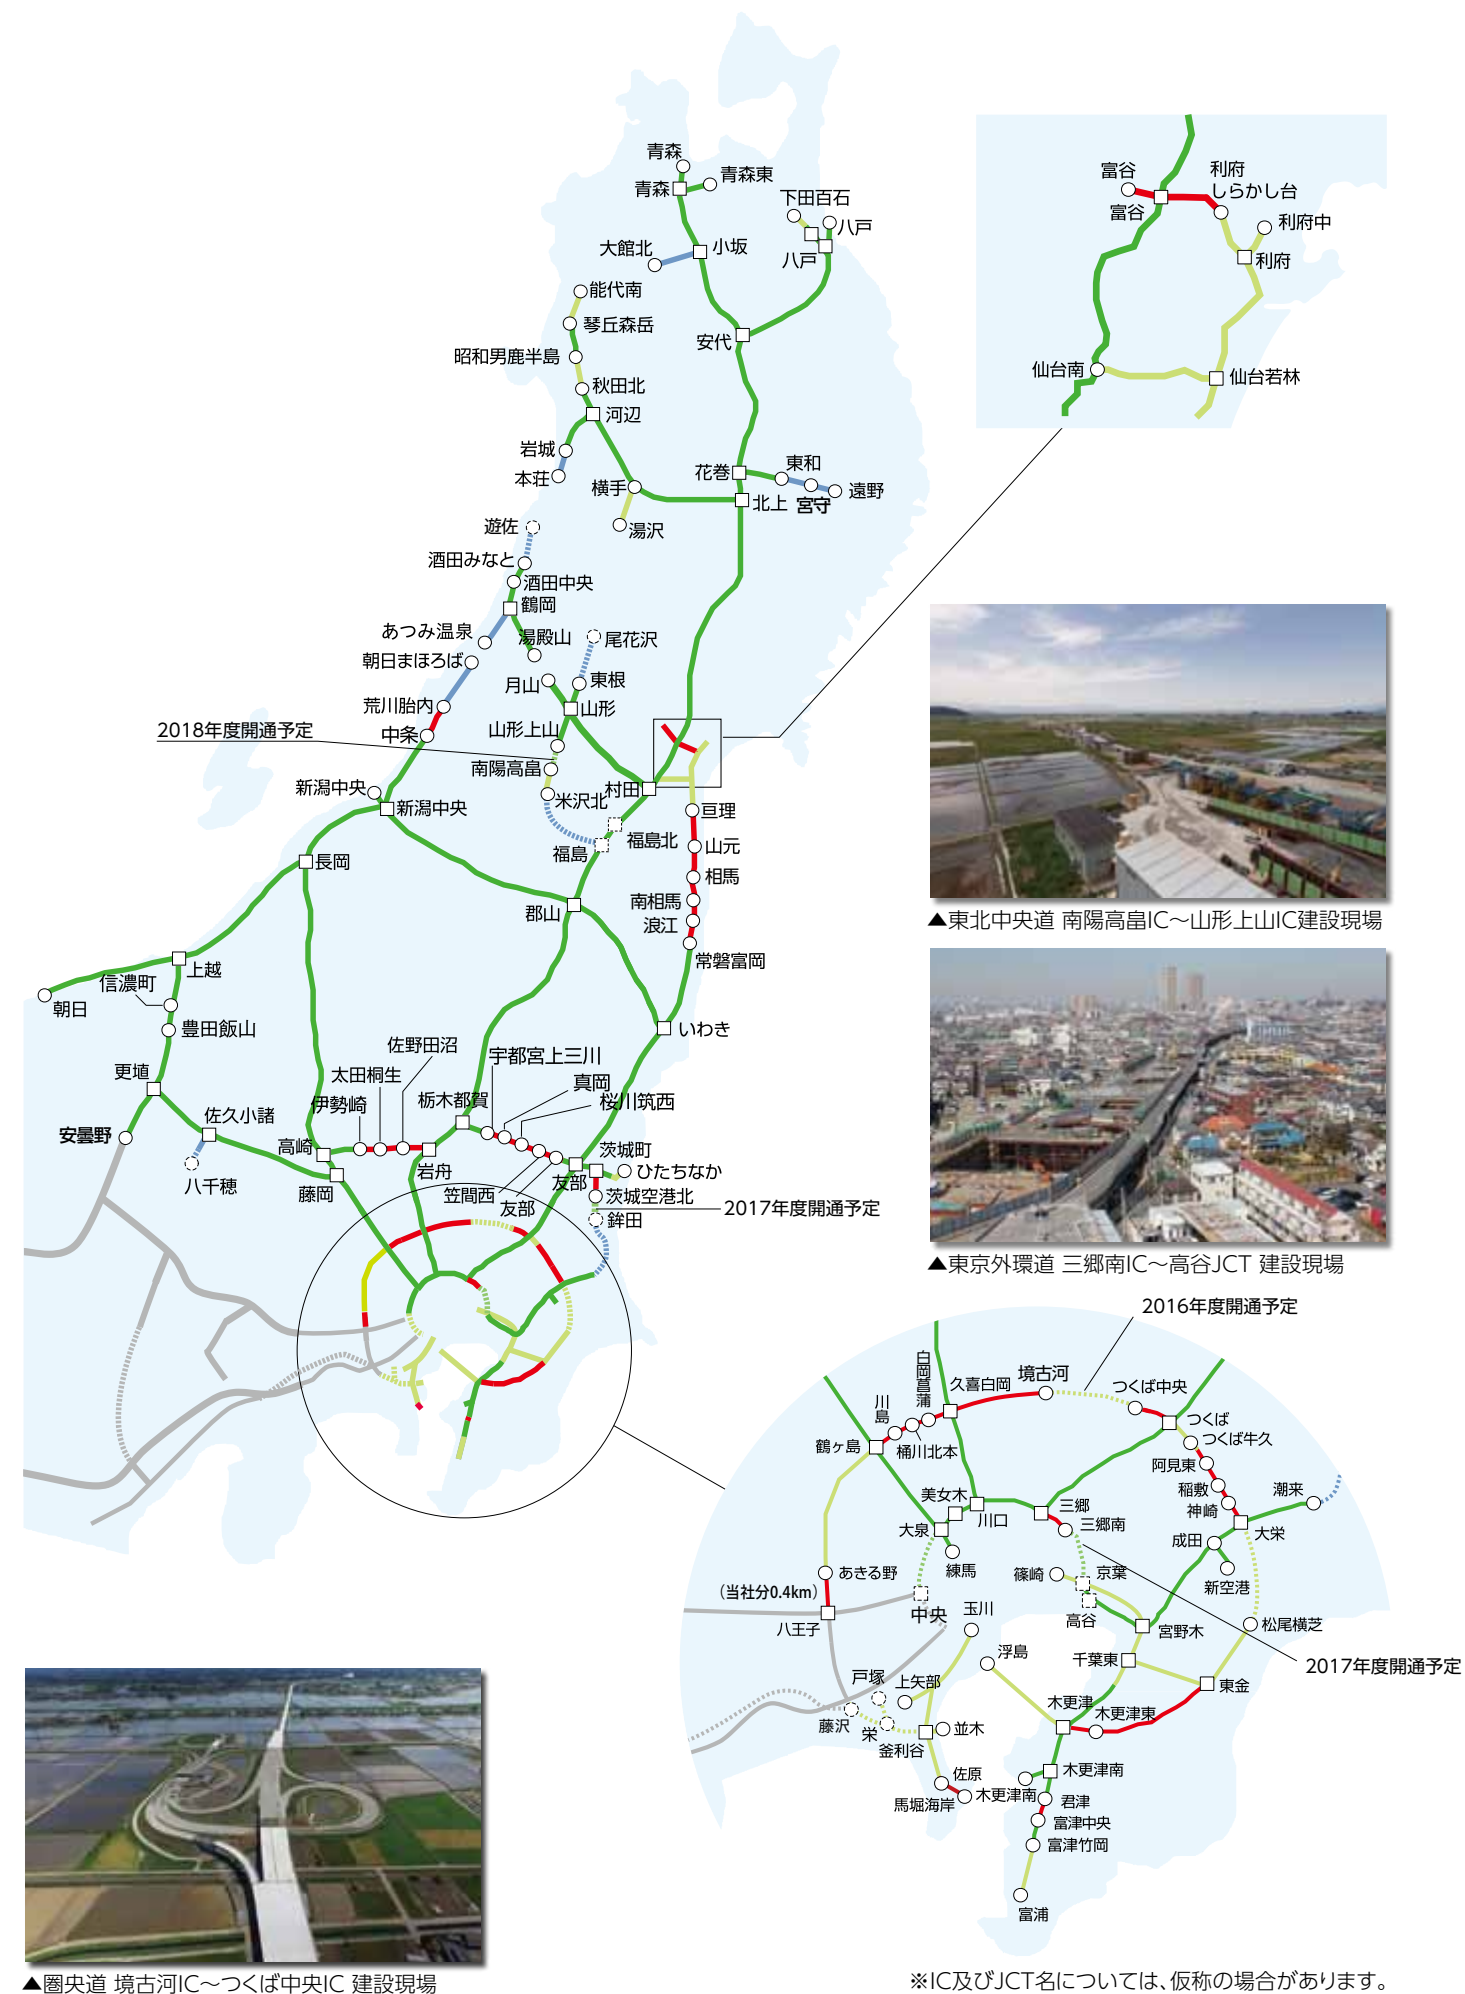 青森
青森
青森東
下田百石
八戸
八戸
大館北
小坂
能代南
琴丘森岳
昭和男鹿半島
秋田北
河辺
安代
岩城
本荘
横手
湯沢
花巻
東和
宮守
遠野
北上
遊佐
酒田みなと
酒田中央
鶴岡
あつみ温泉
湯殿山
尾花沢
朝日まほろば
月山
東根
荒川胎内
山形
2018年度開通予定
中条
山形上山
南陽高畠
新潟中央
新潟中央
米沢北
村田
亘理
福島北
福島
山元
長岡
相馬
南相馬
郡山
浪江
常磐富岡
上越
信濃町
朝日
豊田飯山
いわき
更埴
佐野田沼
宇都宮上三川
太田桐生
真岡
伊勢崎
栃木都賀
桜川筑西
佐久小諸
安曇野
高崎
茨城町
岩舟
友部
ひたちなか
八千穂
藤岡
笠間西
友部
茨城空港北
2017年度開通予定
鉾田
富谷
富谷
利府
しらかし台
利府中
利府
仙台南
仙台若林
▲東北中央道 南陽高畠IC～山形上山IC建設現場
▲東京外環道 三郷南IC～高谷JCT 建設現場
2016年度開通予定
白岡菖蒲
久喜白岡
境古河
つくば中央
川島
つくば
鶴ヶ島
桶川北本
つくば牛久
阿見東
稲敷
神崎
潮来
美女木
川口
三郷
三郷南
大泉
成田
大栄
練馬
あきる野
篠崎
京葉
新空港
(当社分0.4km)
中央
玉川
高谷
八王子
宮野木
松尾横芝
浮島
千葉東
2017年度開通予定
戸塚
上矢部
東金
木更津
木更津東
藤沢
栄
並木
釜利谷
佐原
木更津南
木更津南
馬堀海岸
君津
富津中央
富津竹岡
富浦
▲圏央道 境古河IC～つくば中央IC 建設現場
※IC及びJCT名については、仮称の場合があります。